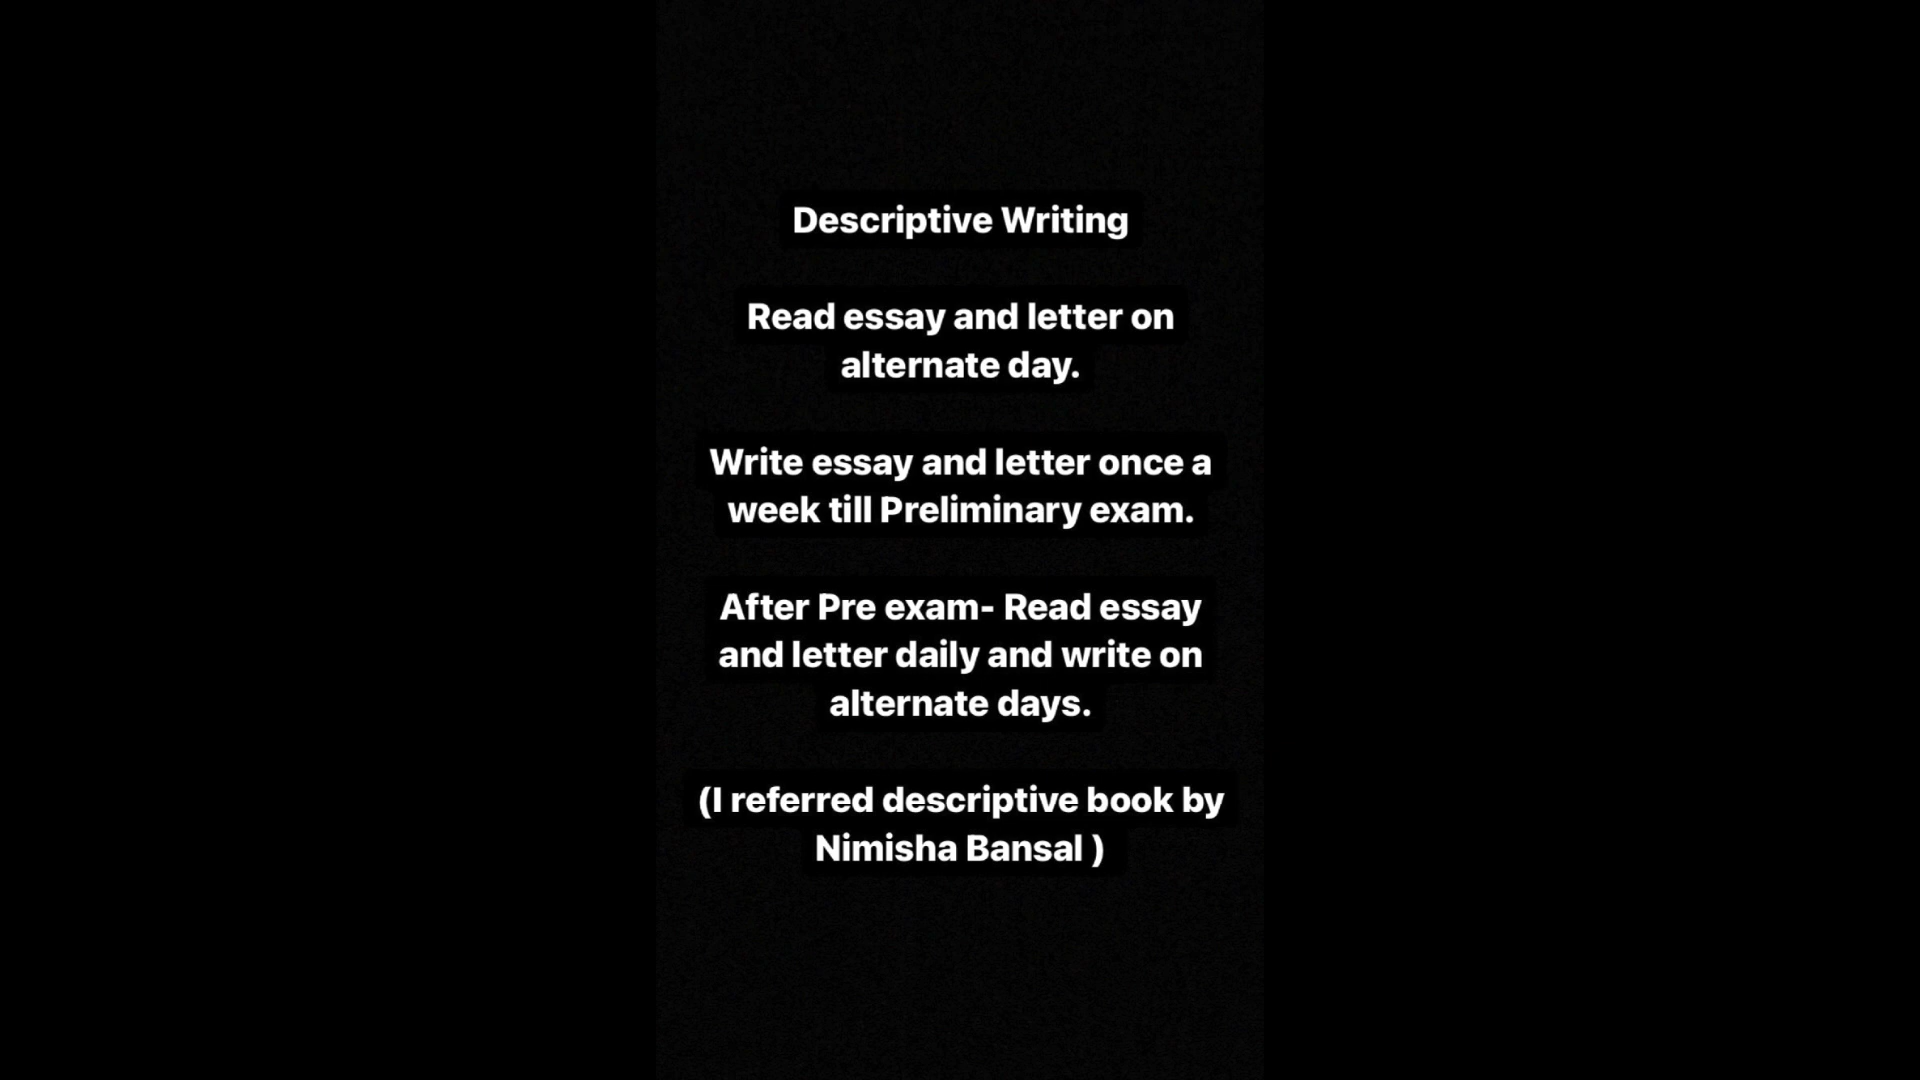 Descriptive Writing
Read essay and letter on
alternate day.
Write essay and letter once a
week till Preliminary exam.
After Pre exam- Read essay
and letter daily and write on
alternate days.
(I referred descriptive book by
Nimisha Bansal )